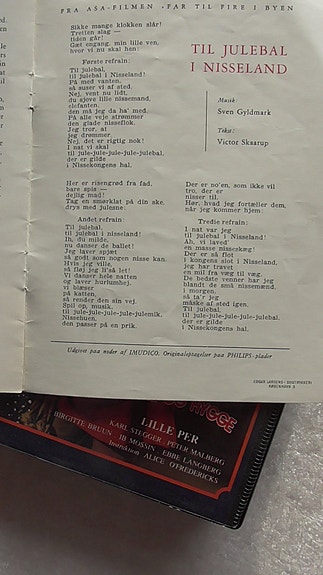 FRA ASA-FILMEN »FAR TIL FIRE I BYEN
Sikke mange klokken slår!
Tretten slag —
tiden går!
Gæt engang, min lille ven,
hvor vi nu skal hen:
Første refrain:
Til julebal,
til julebal i Nisseland!
På med vanten,
så suser vi af sted.
Nej, vent nu lidt,
du sjove lille nissemand,
elefanten,
den må jeg da ha' med.
På alle veje strømmer
den glade nisseflok.
Jeg tror, at
jeg drømmer.
Nej, det er rigtig nok!
I nat vi skal
til jule-jule-jule-julebal,
der er gilde
i Nissekongens hal.
Her er risengrød fra fad,
bare spis —
dejlig mad!
Tag en smørklat på din ske,
drys med julesne:
Andet refrain:
Til julebal,
til julebal i nisseland!
Ih, du milde,
nu danser de ballet!
Jeg laver spjæt
så godt som nogen nisse kan.
Hvis jeg ville,
så fløj jeg li'så let!
Vi danser hele natten
og laver hurlumhej,
vi blæser
på katten,
så render den sin vej.
Spil op, musik,
til jule-jule-jule-julemik,
Nissehuen,
den passer på en prik.
TIL JULEBAL
I NISSELAND
Musik
Sven Gyldmark
Tekst:
Victor Skaarup
Der er no'en, som ikke vil
tro, der er
nisser til,
Hør, hvad jeg fortæller dem,
når jeg kommer hjem
Tredie refrain:
I nat var jeg
til julebal i Nisseland!
Åh, vi laved'
en masse nisseskæg!
Der er så flot
i kongens slot i Nisseland,
jeg har travet
en mil fra væg til væg.
De bedste venner har jeg
blandt de små nissemænd,
i morgen,
så ta'r jeg
måske af sted igen.
Til julebal,
til jule-jule-jule-julebal,
der er gilde
i Nissekongens hal.
Udgivet paa noder af IMUDICO. Originaloptagelser paa PHILIPS-plader
HYGGE
LILLE PER
KARL STEGGER · PETER MALBERG
BIRGITTE BRUUN · IB MOSSIN · EBBE LANGBERG
Instruktion ALICE O'FREDERICKS